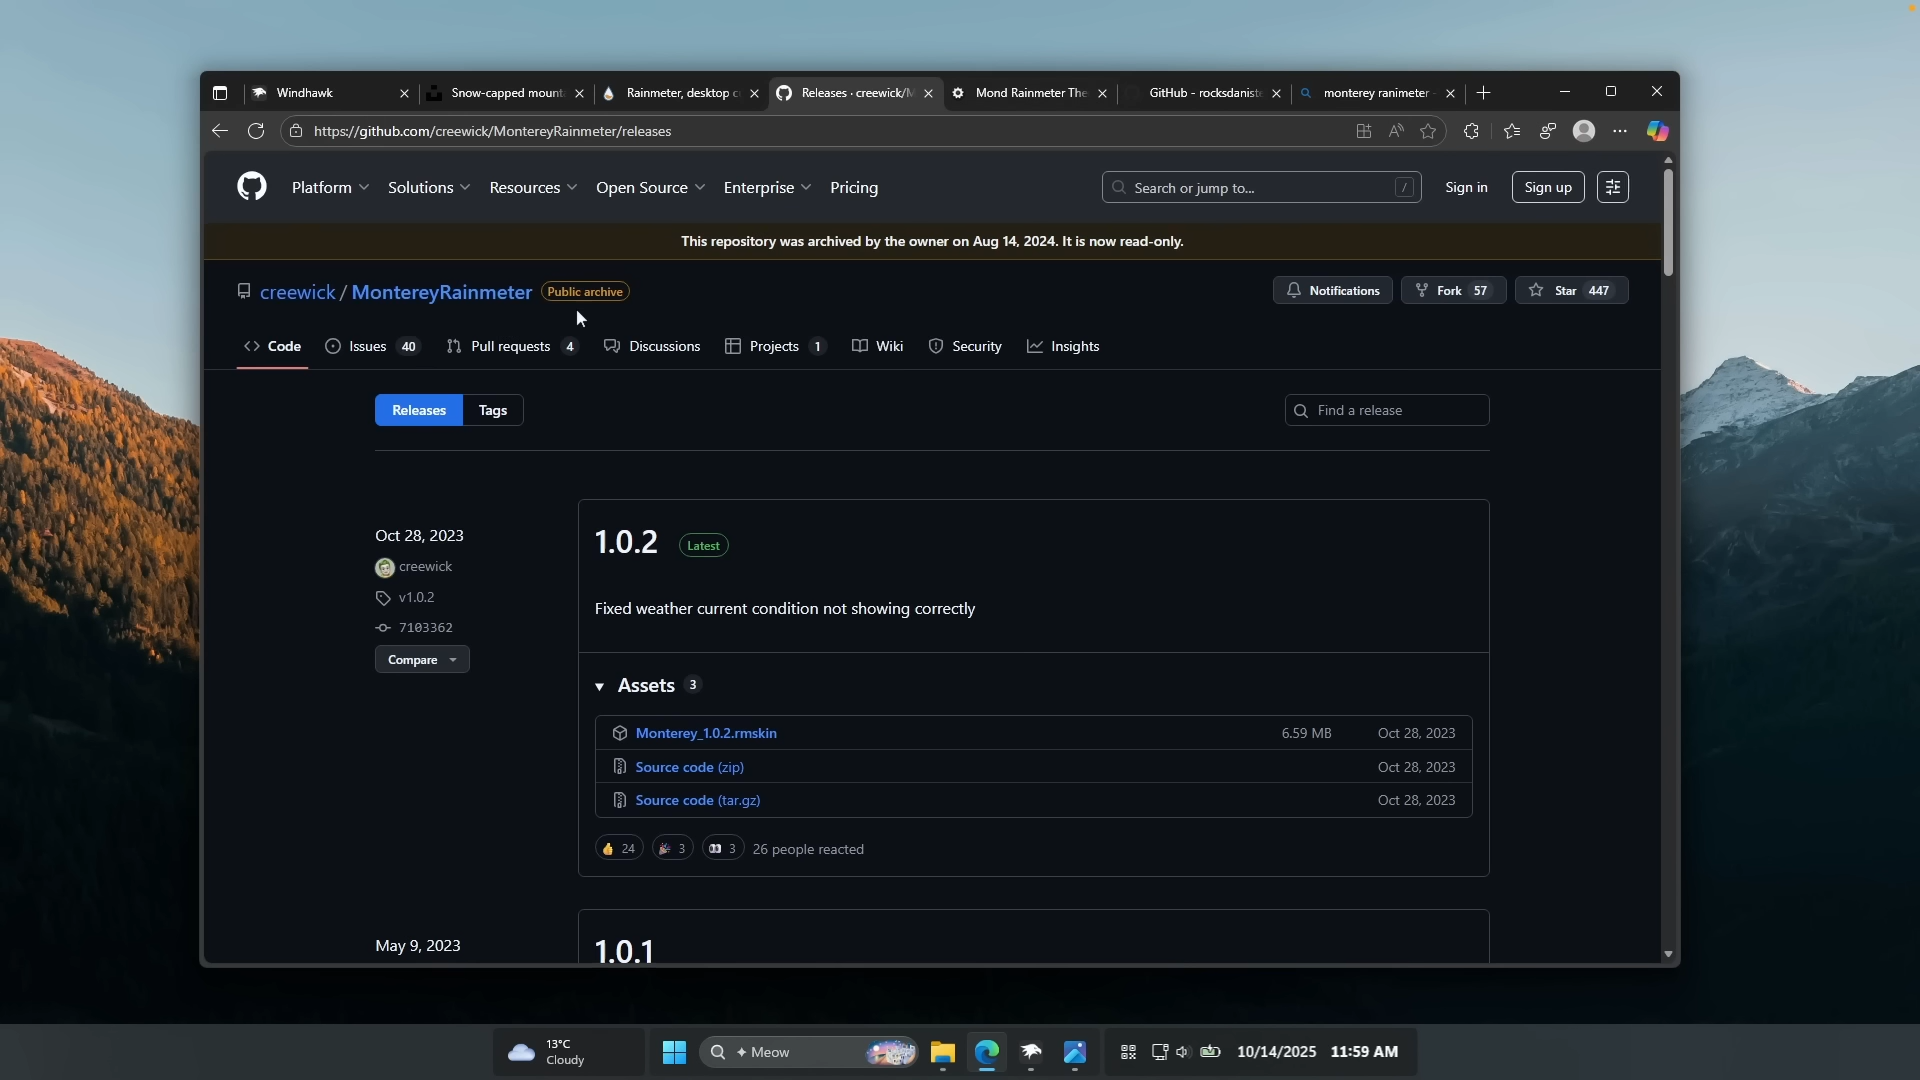 Windhawk
Snow-capped mount
Rainmeter, desktop c
Releases · creewick/M
Mond Rainmeter The
GitHub - rocksdaniste
monterey ranimeter -
https://github.com/creewick/MontereyRainmeter/releases
Platform Solutions Resources Open Source Enterprise Pricing
Search or jump to... /
Sign in
Sign up
This repository was archived by the owner on Aug 14, 2024. It is now read-only.
creewick / MontereyRainmeter Public archive
Notifications
Fork 57
Star 447
Code
Issues 40
Pull requests 4
Discussions
Projects 1
Wiki
Security
Insights
Releases
Tags
Find a release
Oct 28, 2023
creewick
v1.0.2
7103362
Compare
1.0.2 Latest
Fixed weather current condition not showing correctly
Assets 3
Monterey_1.0.2.rmskin 6.59 MB Oct 28, 2023
Source code (zip) Oct 28, 2023
Source code (tar.gz) Oct 28, 2023
24 3 3 26 people reacted
May 9, 2023
1.0.1
13°C
Cloudy
Meow
10/14/2025 11:59 AM